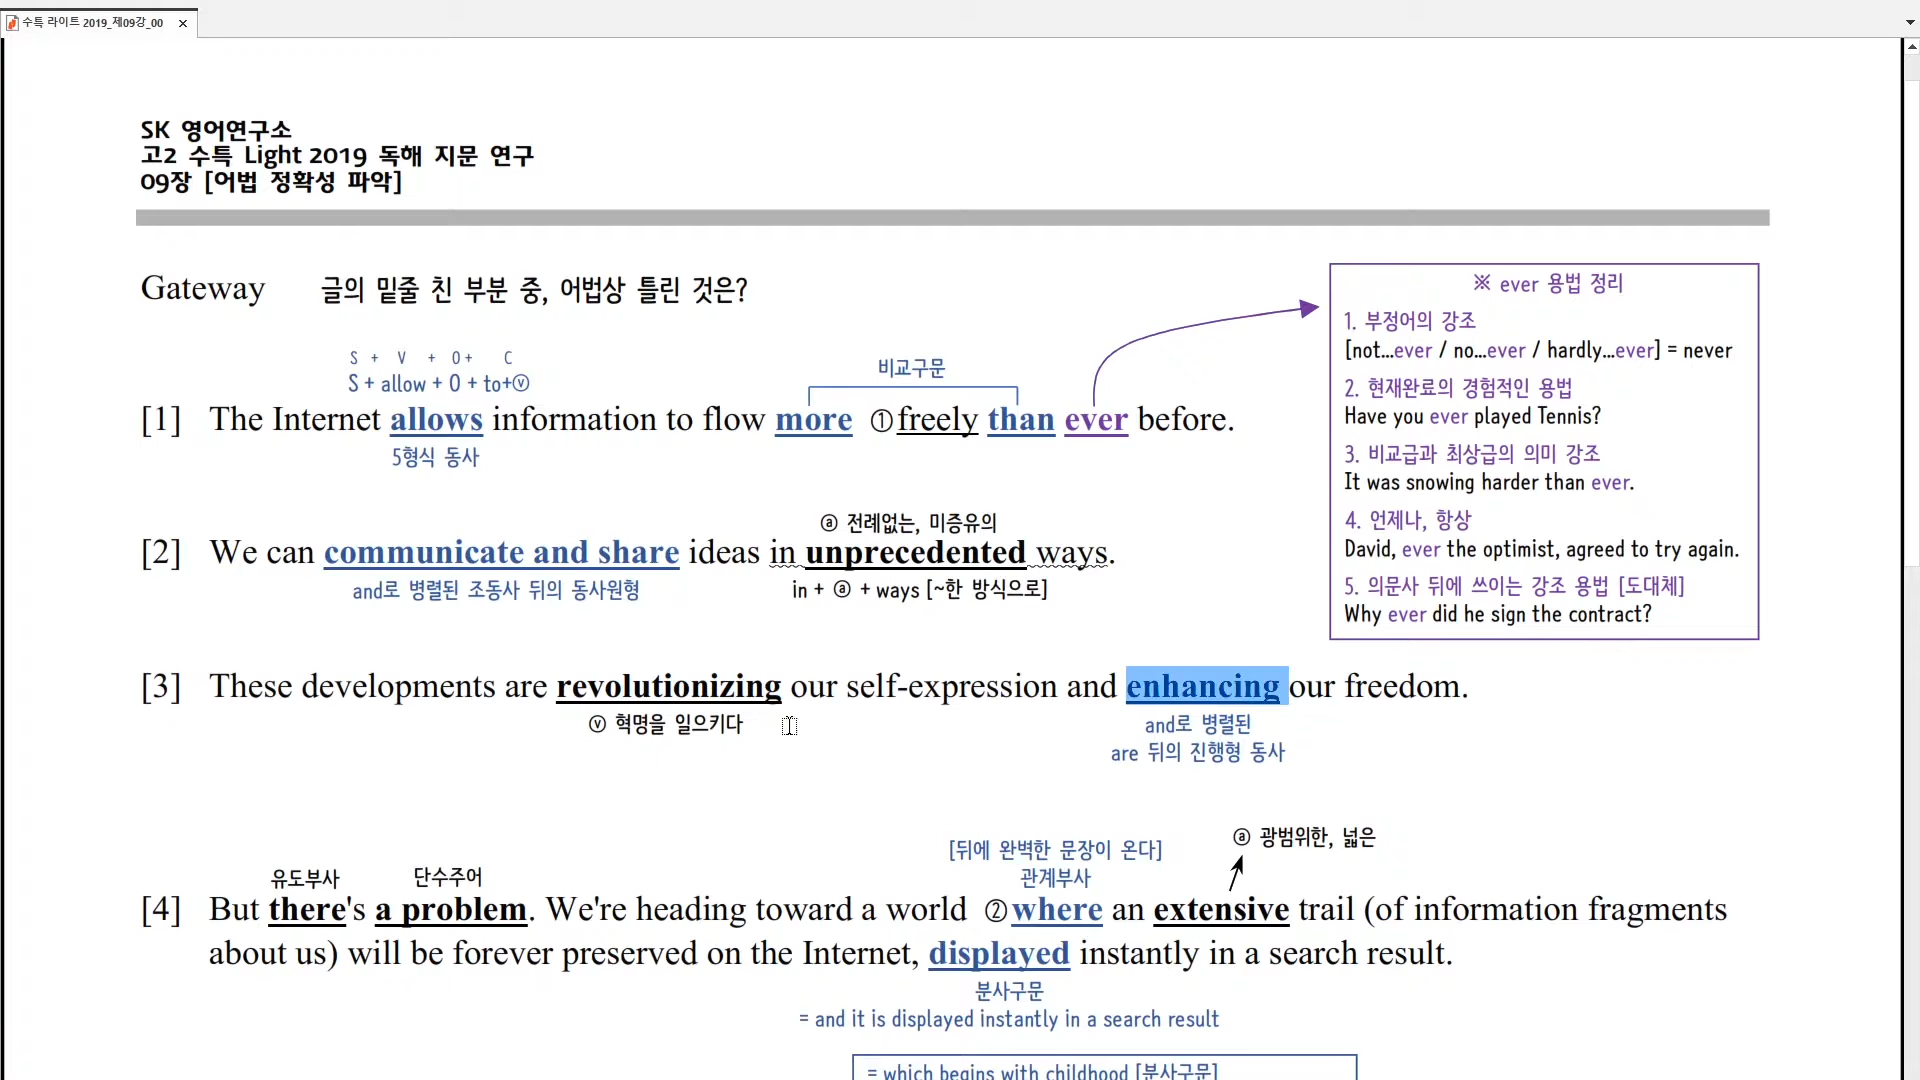 수특 라이트 2019_제09강_00
SK 영어연구소
고2 수특 Light 2019 독해 지문 연구
09장 [어법 정확성 파악]
Gateway 글의 밑줄 친 부분 중, 어법상 틀린 것은?
※ ever 용법 정리
1. 부정어의 강조
[not...ever / no...ever / hardly...ever] = never
2. 현재완료의 경험적인 용법
Have you ever played Tennis?
3. 비교급과 최상급의 의미 강조
It was snowing harder than ever.
4. 언제나, 항상
David, ever the optimist, agreed to try again.
5. 의문사 뒤에 쓰이는 강조 용법 [도대체]
Why ever did he sign the contract?
S + V + O+ C
S + allow + O + to+ⓥ
비교구문
[1] The Internet allows information to flow more ①freely than ever before.
5형식 동사
ⓐ 전례없는, 미증유의
[2] We can communicate and share ideas in unprecedented ways.
and로 병렬된 조동사 뒤의 동사원형
in + ⓐ + ways [~한 방식으로]
[3] These developments are revolutionizing our self-expression and enhancing our freedom.
ⓥ 혁명을 일으키다
and로 병렬된
are 뒤의 진행형 동사
ⓐ 광범위한, 넓은
[뒤에 완벽한 문장이 온다]
유도부사 단수주어 관계부사
[4] But there's a problem. We're heading toward a world ②where an extensive trail (of information fragments
about us) will be forever preserved on the Internet, displayed instantly in a search result.
분사구문
= and it is displayed instantly in a search result
= which begins with childhood [분사구문]